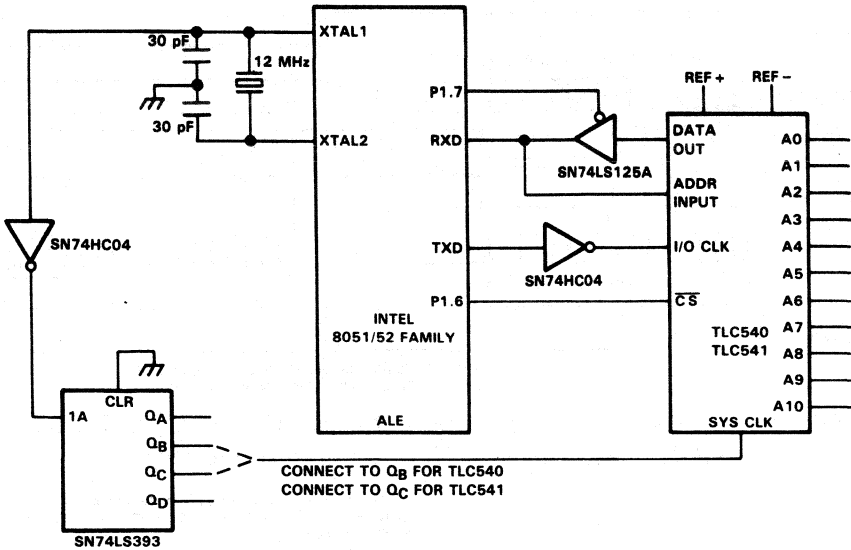 30 pF
12 MHz
30 pF
XTAL1
XTAL2
P1.7
RXD
TXD
P1.6
INTEL
8051/52 FAMILY
ALE
SN74LS125A
SN74HC04
REF+
REF−
DATA
OUT
ADDR
INPUT
I/O CLK
C̅S̅
TLC540
TLC541
SYS CLK
A0
A1
A2
A3
A4
A5
A6
A7
A8
A9
A10
SN74HC04
CLR
1A
QA
QB
QC
QD
SN74LS393
CONNECT TO QB FOR TLC540
CONNECT TO QC FOR TLC541